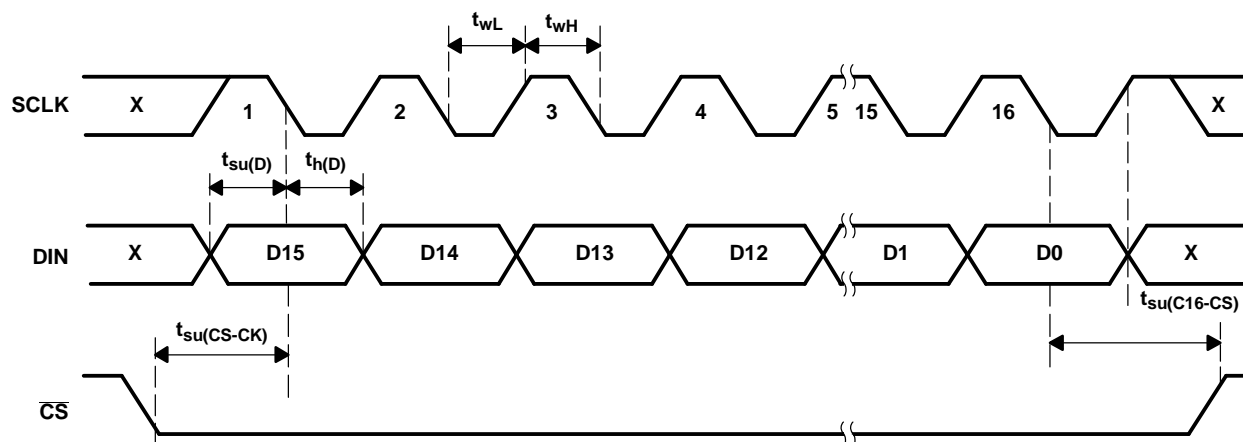 twL twH
SCLK X 1 2 3 4 5 15 16 X
tsu(D) th(D)
DIN X D15 D14 D13 D12 D1 D0 X
tsu(CS-CK) tsu(C16-CS)
CS